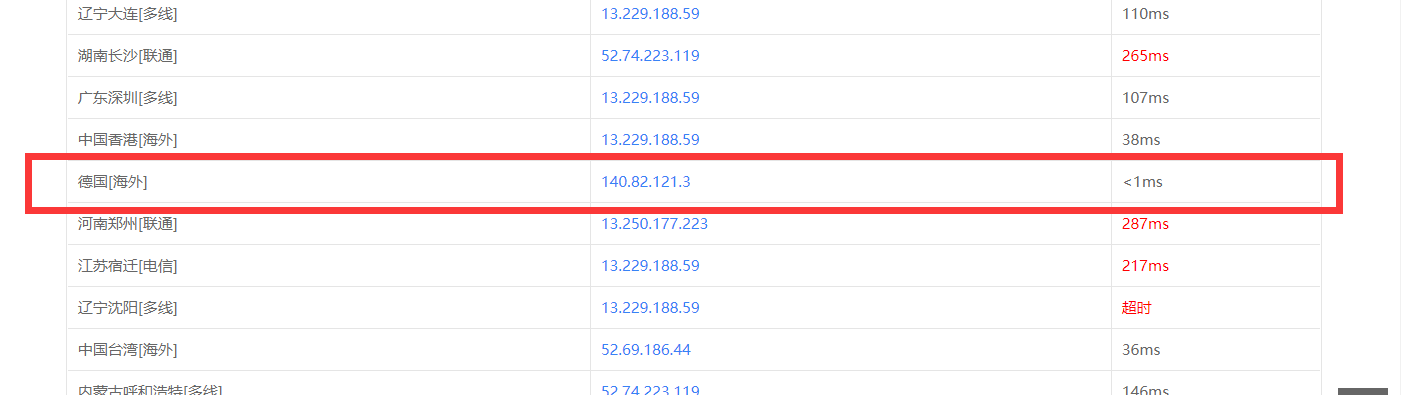 辽宁大连[多线] 13.229.188.59 110ms
湖南长沙[联通] 52.74.223.119 265ms
广东深圳[多线] 13.229.188.59 107ms
中国香港[海外] 13.229.188.59 38ms
德国[海外] 140.82.121.3 <1ms
河南郑州[联通] 13.250.177.223 287ms
江苏宿迁[电信] 13.229.188.59 217ms
辽宁沈阳[多线] 13.229.188.59 超时
中国台湾[海外] 52.69.186.44 36ms
内蒙古呼和浩特[多线] 52.74.223.119 146ms